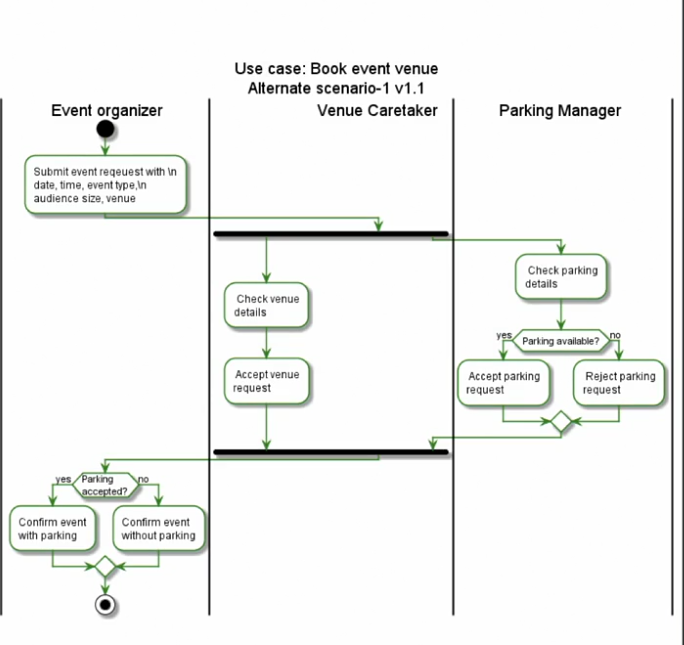 Use case: Book event venue
Alternate scenario-1 v1.1
Event organizer
Venue Caretaker
Parking Manager
Submit event reqeuest with \n
date, time, event type,\n
audience size, venue
Check parking
details
Check venue
details
yes
Parking available?
no
Accept venue
request
Accept parking
request
Reject parking
request
yes
Parking
accepted?
no
Confirm event
with parking
Confirm event
without parking